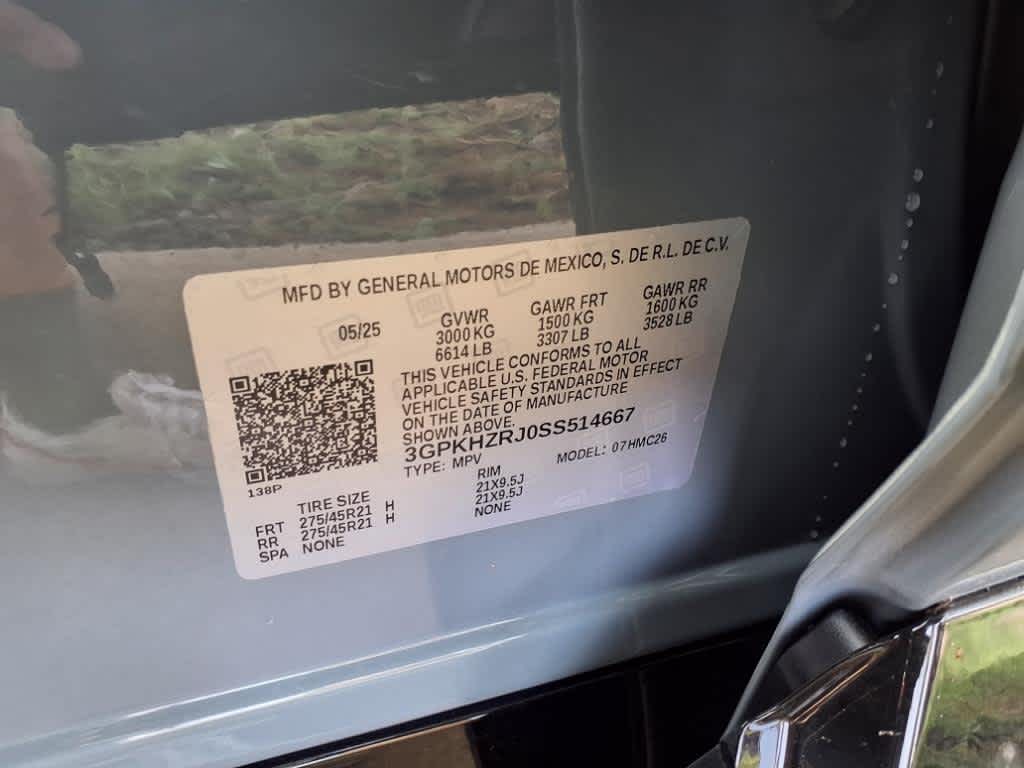 MFD BY GENERAL MOTORS DE MEXICO, S. DE R.L. DE C.V.
05/25
GVWR
3000 KG
6614 LB
GAWR FRT
1500 KG
3307 LB
GAWR RR
1600 KG
3528 LB
THIS VEHICLE CONFORMS TO ALL
APPLICABLE U.S. FEDERAL MOTOR
VEHICLE SAFETY STANDARDS IN EFFECT
ON THE DATE OF MANUFACTURE
SHOWN ABOVE.
3GPKHZRJ0SS514667
TYPE: MPV MODEL: 07HMC26
138P
TIRE SIZE RIM
FRT 275/45R21 H 21X9.5J
RR 275/45R21 H 21X9.5J
SPA NONE NONE